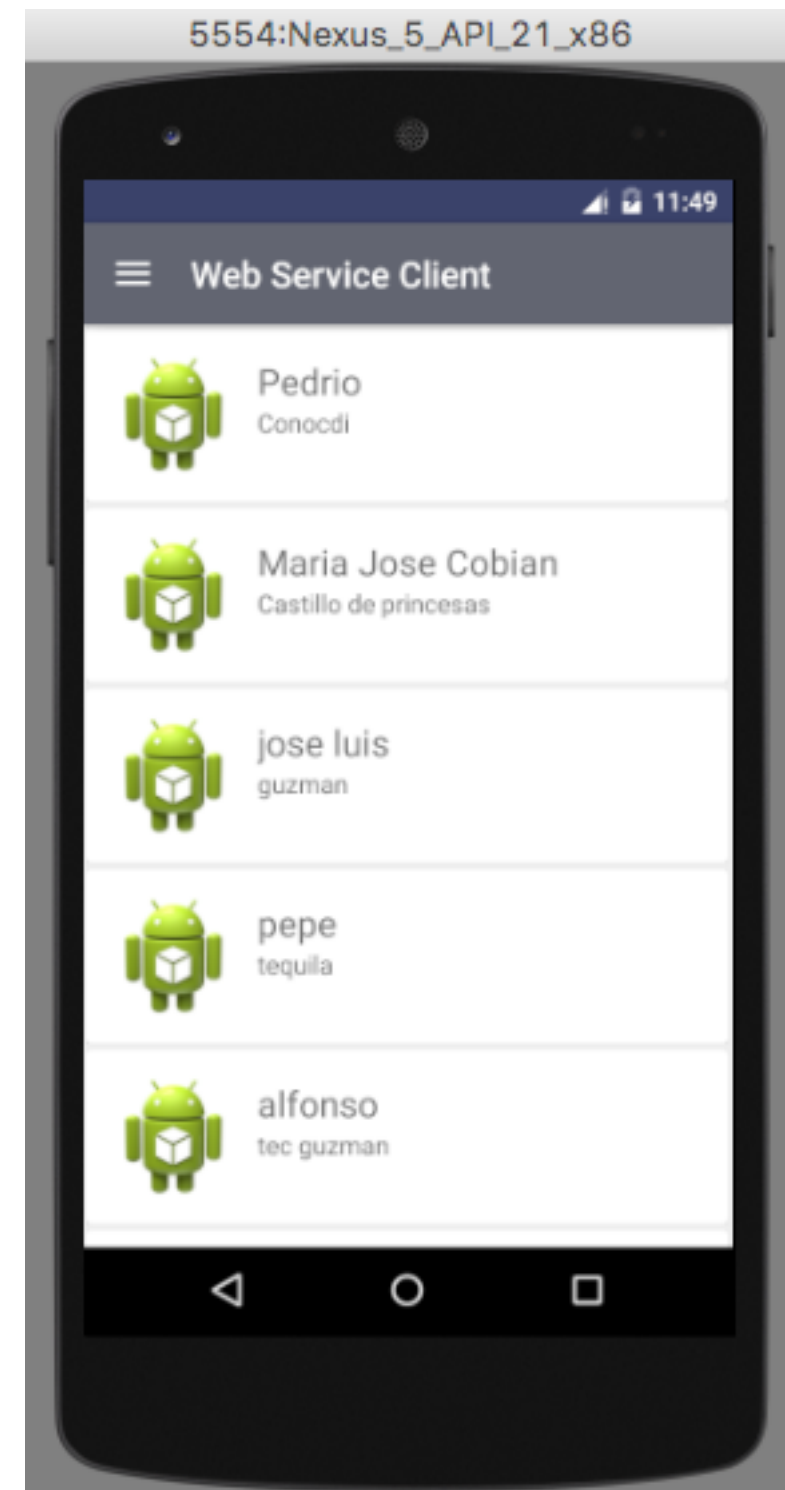 5554:Nexus_5_API_21_x86
11:49
Web Service Client
Pedrio
Conocdi
Maria Jose Cobian
Castillo de princesas
jose luis
guzman
pepe
tequila
alfonso
tec guzman